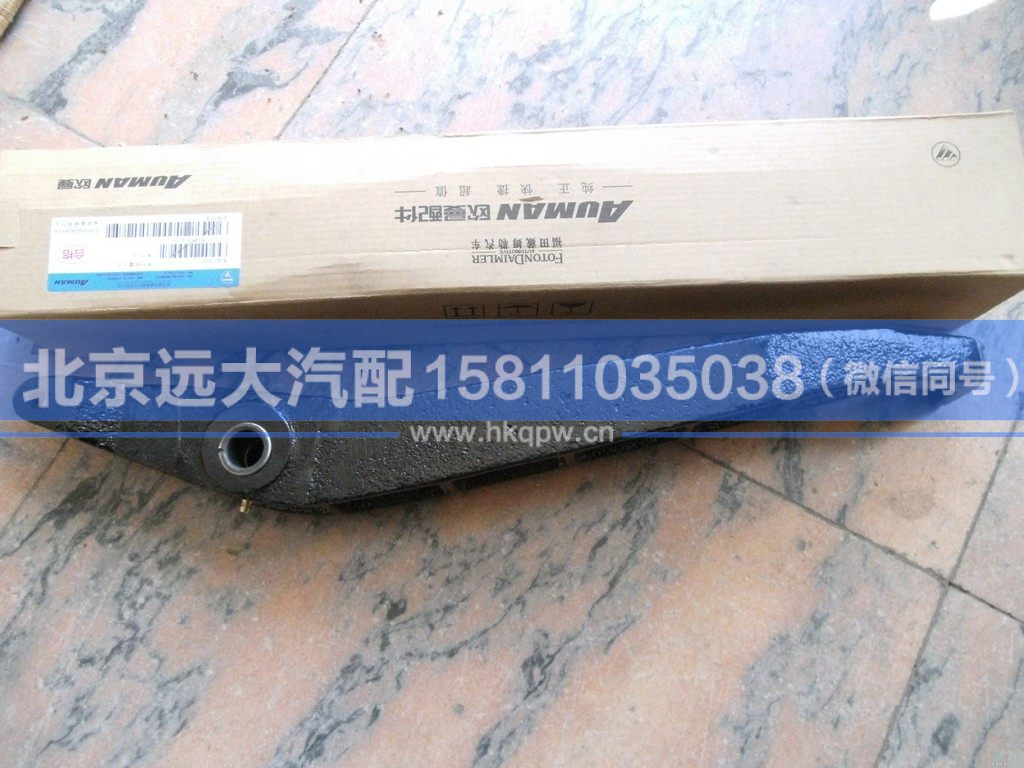 AUMAN 欧曼
AUMAN 欧曼配件
纯正 快捷 超值
FOTONDAIMLER
AUTOMOTIVE
福田戴姆勒汽车
合格
AUMAN
北京远大汽配 15811035038（微信同号）
www.hkqpw.cn